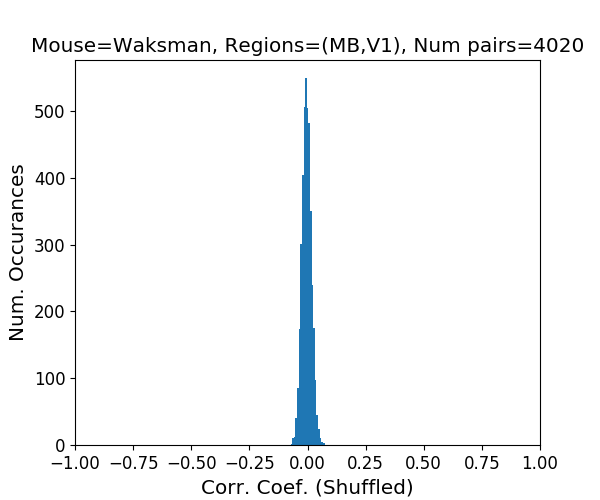 Mouse=Waksman, Regions=(MB,V1), Num pairs=4020
500
400
300
200
100
0
Num. Occurances
−1.00 −0.75 −0.50 −0.25 0.00 0.25 0.50 0.75 1.00
Corr. Coef. (Shuffled)